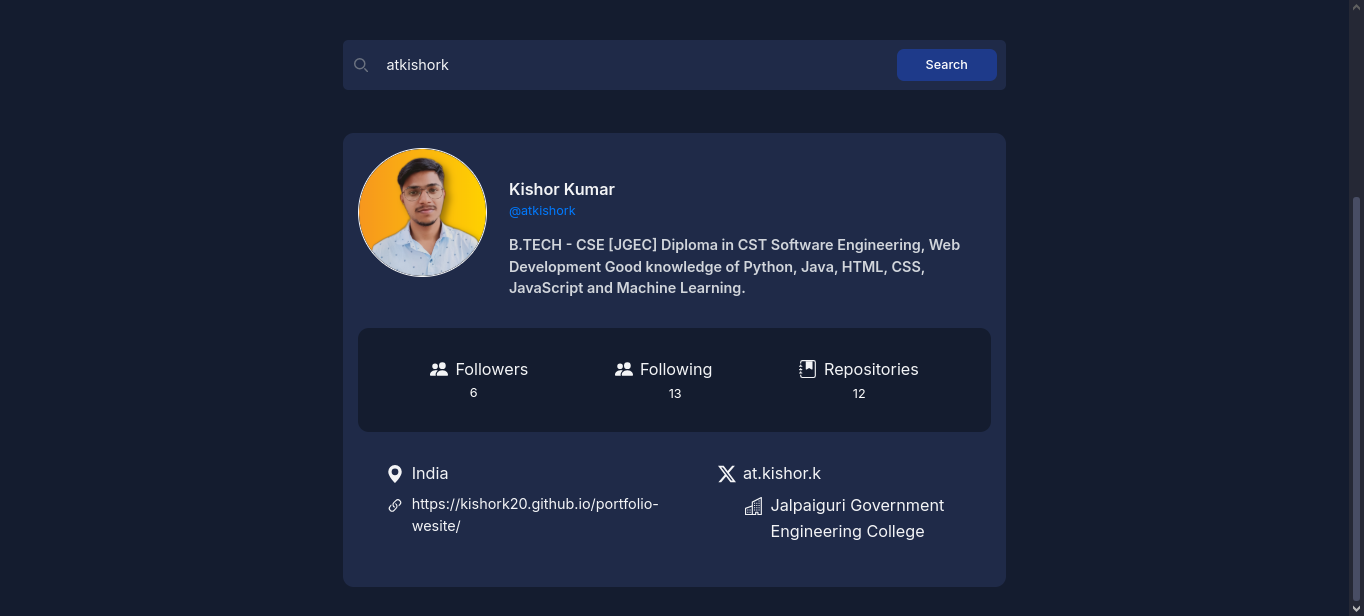 atkishork
Search
Kishor Kumar
@atkishork
B.TECH - CSE [JGEC] Diploma in CST Software Engineering, Web
Development Good knowledge of Python, Java, HTML, CSS,
JavaScript and Machine Learning.
Followers
6
Following
13
Repositories
12
India
https://kishork20.github.io/portfolio-
wesite/
at.kishor.k
Jalpaiguri Government
Engineering College